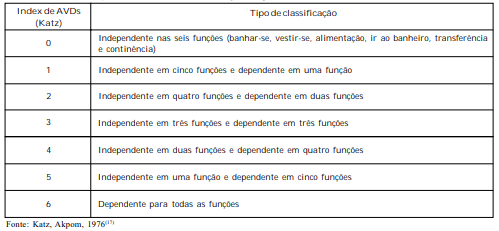 Index de AVDs
(Katz)
Tipo de classificação
0
Independente nas seis funções (banhar-se, vestir-se, alimentação, ir ao banheiro, transferência
e continência)
1
Independente em cinco funções e dependente em uma função
2
Independente em quatro funções e dependente em duas funções
3
Independente em três funções e dependente em três funções
4
Independente em duas funções e dependente em quatro funções
5
Independente em uma função e dependente em cinco funções
6
Dependente para todas as funções
Fonte: Katz, Akpom, 1976(17)